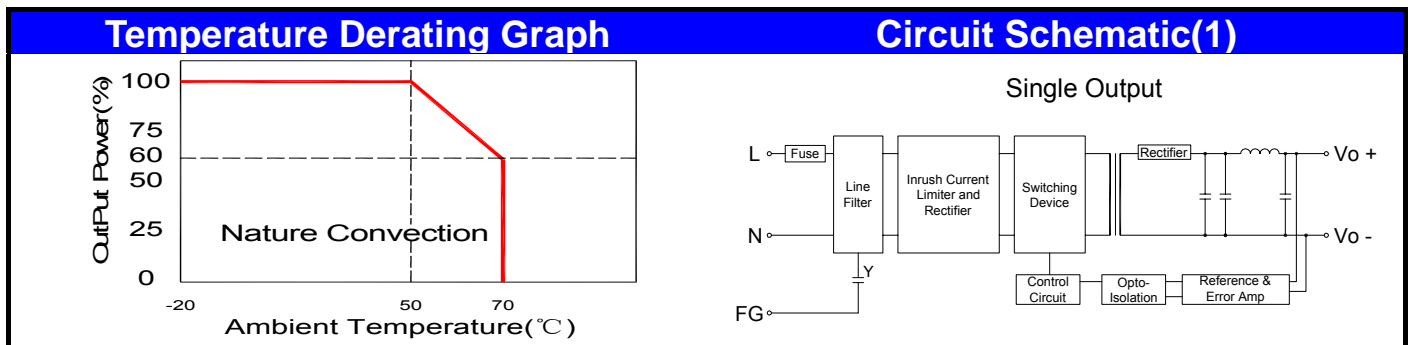 Temperature Derating Graph
OutPut Power(%)
100
75
60
50
25
0
Nature Convection
-20
50
70
Ambient Temperature(℃)
Circuit Schematic(1)
Single Output
L
Fuse
Line
Filter
Inrush Current
Limiter and
Rectifier
Switching
Device
Rectifier
Vo +
N
Vo -
Y
Control
Circuit
Opto-
Isolation
Reference &
Error Amp
FG